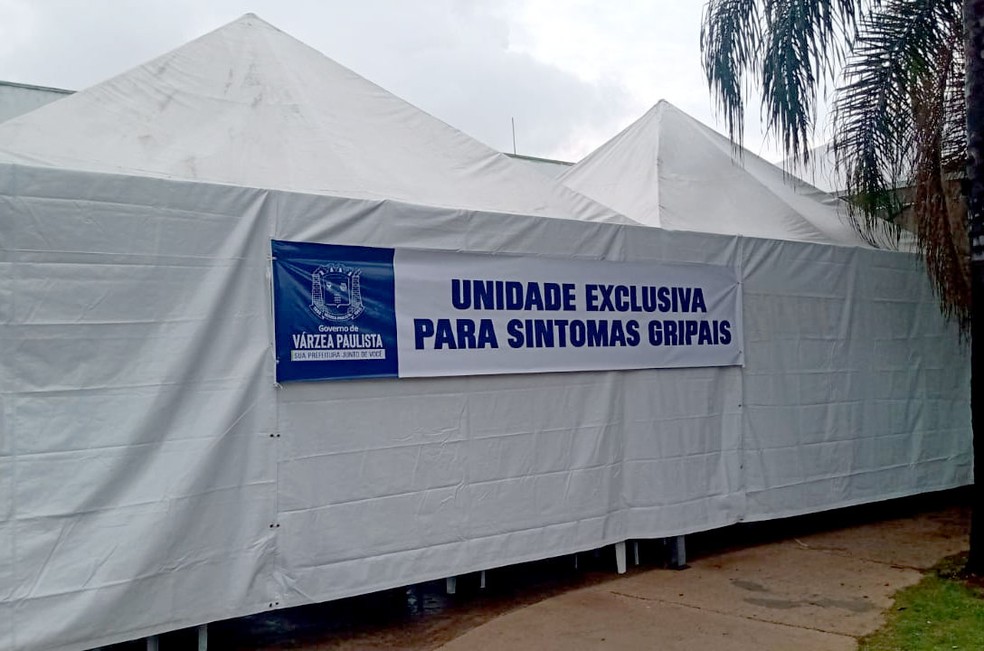 Governo de
VÁRZEA PAULISTA
SUA PREFEITURA JUNTO DE VOCÊ
UNIDADE EXCLUSIVA
PARA SINTOMAS GRIPAIS